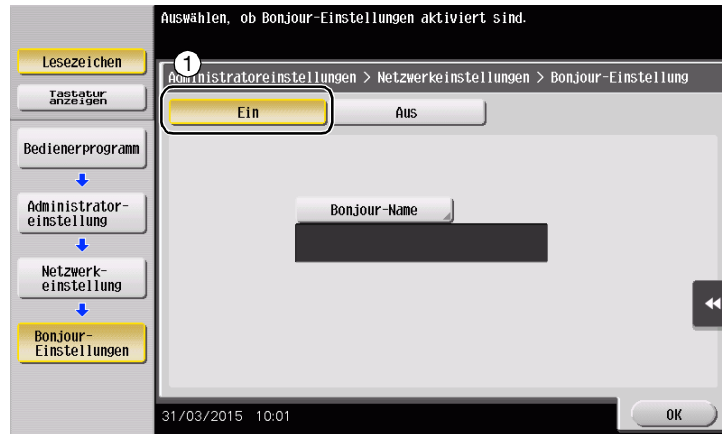 Auswählen, ob Bonjour-Einstellungen aktiviert sind.
Lesezeichen
Tastatur
anzeigen
Bedienerprogramm
Administrator-
einstellung
Netzwerk-
einstellung
Bonjour-
Einstellungen
1
Administratoreinstellungen > Netzwerkeinstellungen > Bonjour-Einstellung
Ein
Aus
Bonjour-Name
31/03/2015 10:01
OK